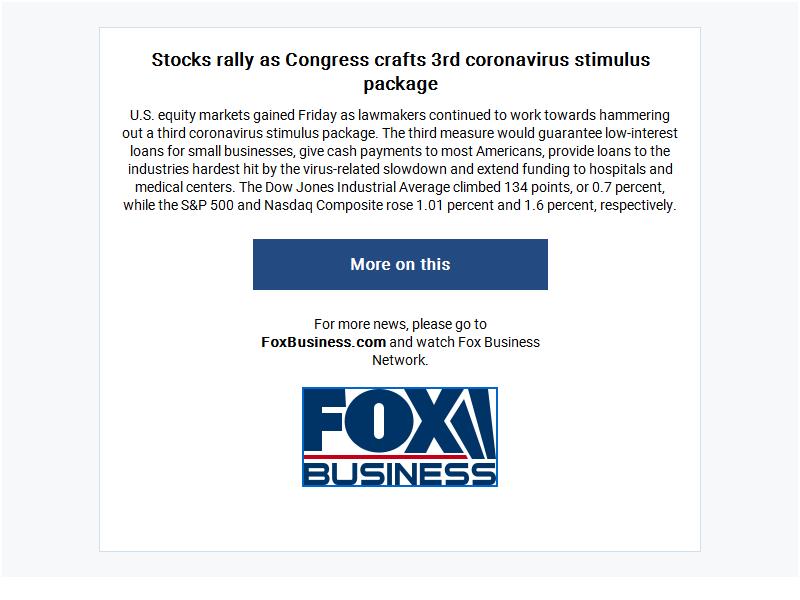 Stocks rally as Congress crafts 3rd coronavirus stimulus
package
U.S. equity markets gained Friday as lawmakers continued to work towards hammering
out a third coronavirus stimulus package. The third measure would guarantee low-interest
loans for small businesses, give cash payments to most Americans, provide loans to the
industries hardest hit by the virus-related slowdown and extend funding to hospitals and
medical centers. The Dow Jones Industrial Average climbed 134 points, or 0.7 percent,
while the S&P 500 and Nasdaq Composite rose 1.01 percent and 1.6 percent, respectively.
More on this
For more news, please go to
FoxBusiness.com and watch Fox Business
Network.
FOX
BUSINESS